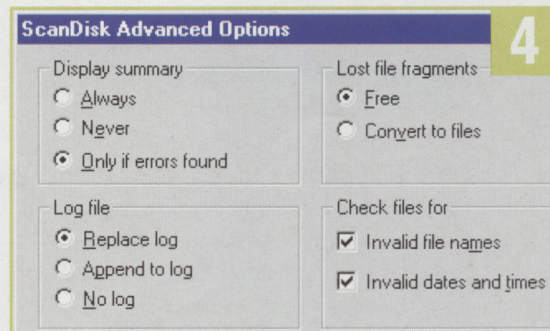 ScanDisk Advanced Options
4
Display summary
Always
Never
Only if errors found
Lost file fragments
Free
Convert to files
Log file
Replace log
Append to log
No log
Check files for
Invalid file names
Invalid dates and times